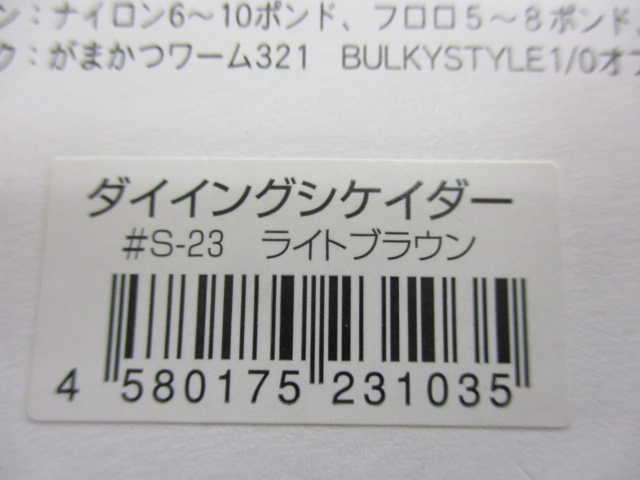 ン：ナイロン6〜10ポンド、フロロ5〜8ポンド、
ク：がまかつワーム321 BULKYSTYLE1/0オフ
ダイイングシケイダー
#S-23 ライトブラウン
4 580175 231035